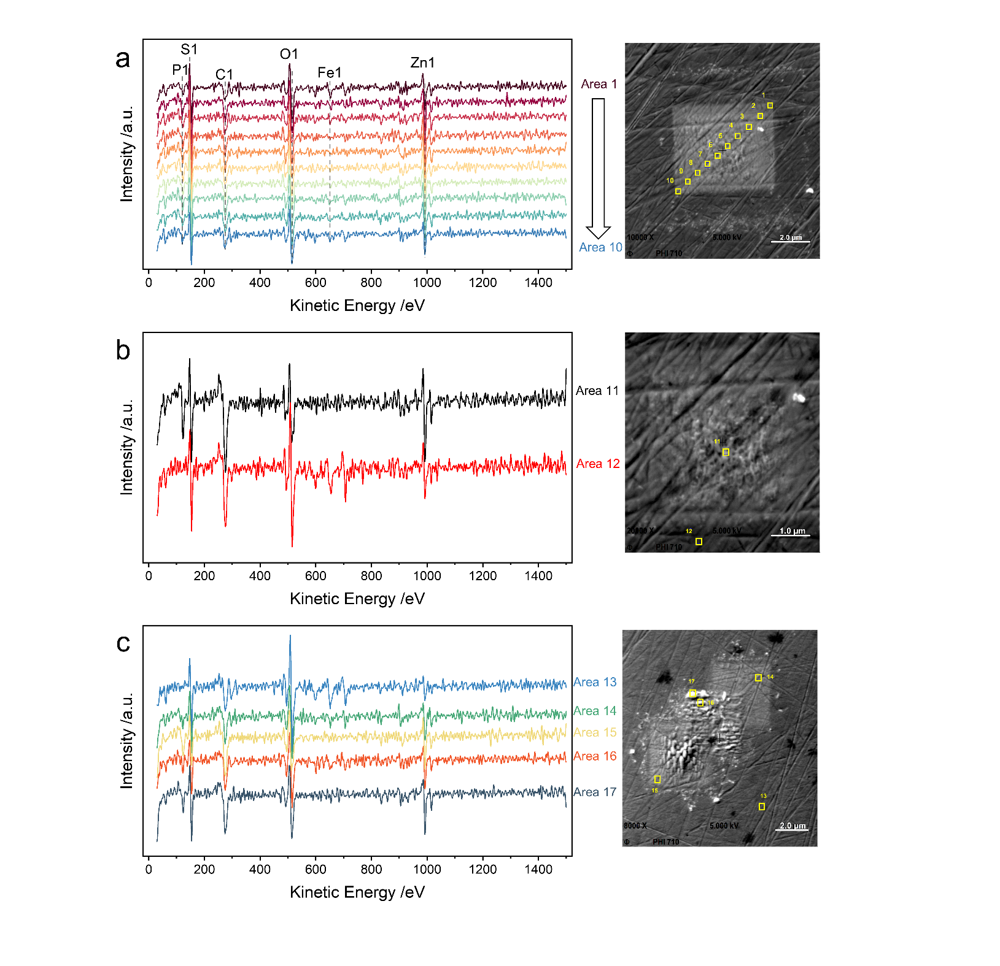 a
S1
P1
C1
O1
Fe1
Zn1
Intensity /a.u.
0 200 400 600 800 1000 1200 1400
Kinetic Energy /eV
Area 1
Area 10
1
2
3
4
5
6
7
8
9
10
10000 X 5.000 kV 2.0 µm
Φ PHI 710
b
Intensity /a.u.
0 200 400 600 800 1000 1200 1400
Kinetic Energy /eV
Area 11
Area 12
11
12
20000 X 5.000 kV 1.0 µm
Φ PHI 710
c
Intensity /a.u.
0 200 400 600 800 1000 1200 1400
Kinetic Energy /eV
Area 13
Area 14
Area 15
Area 16
Area 17
17
14
16
15
13
8000 X 5.000 kV 2.0 µm
Φ PHI 710